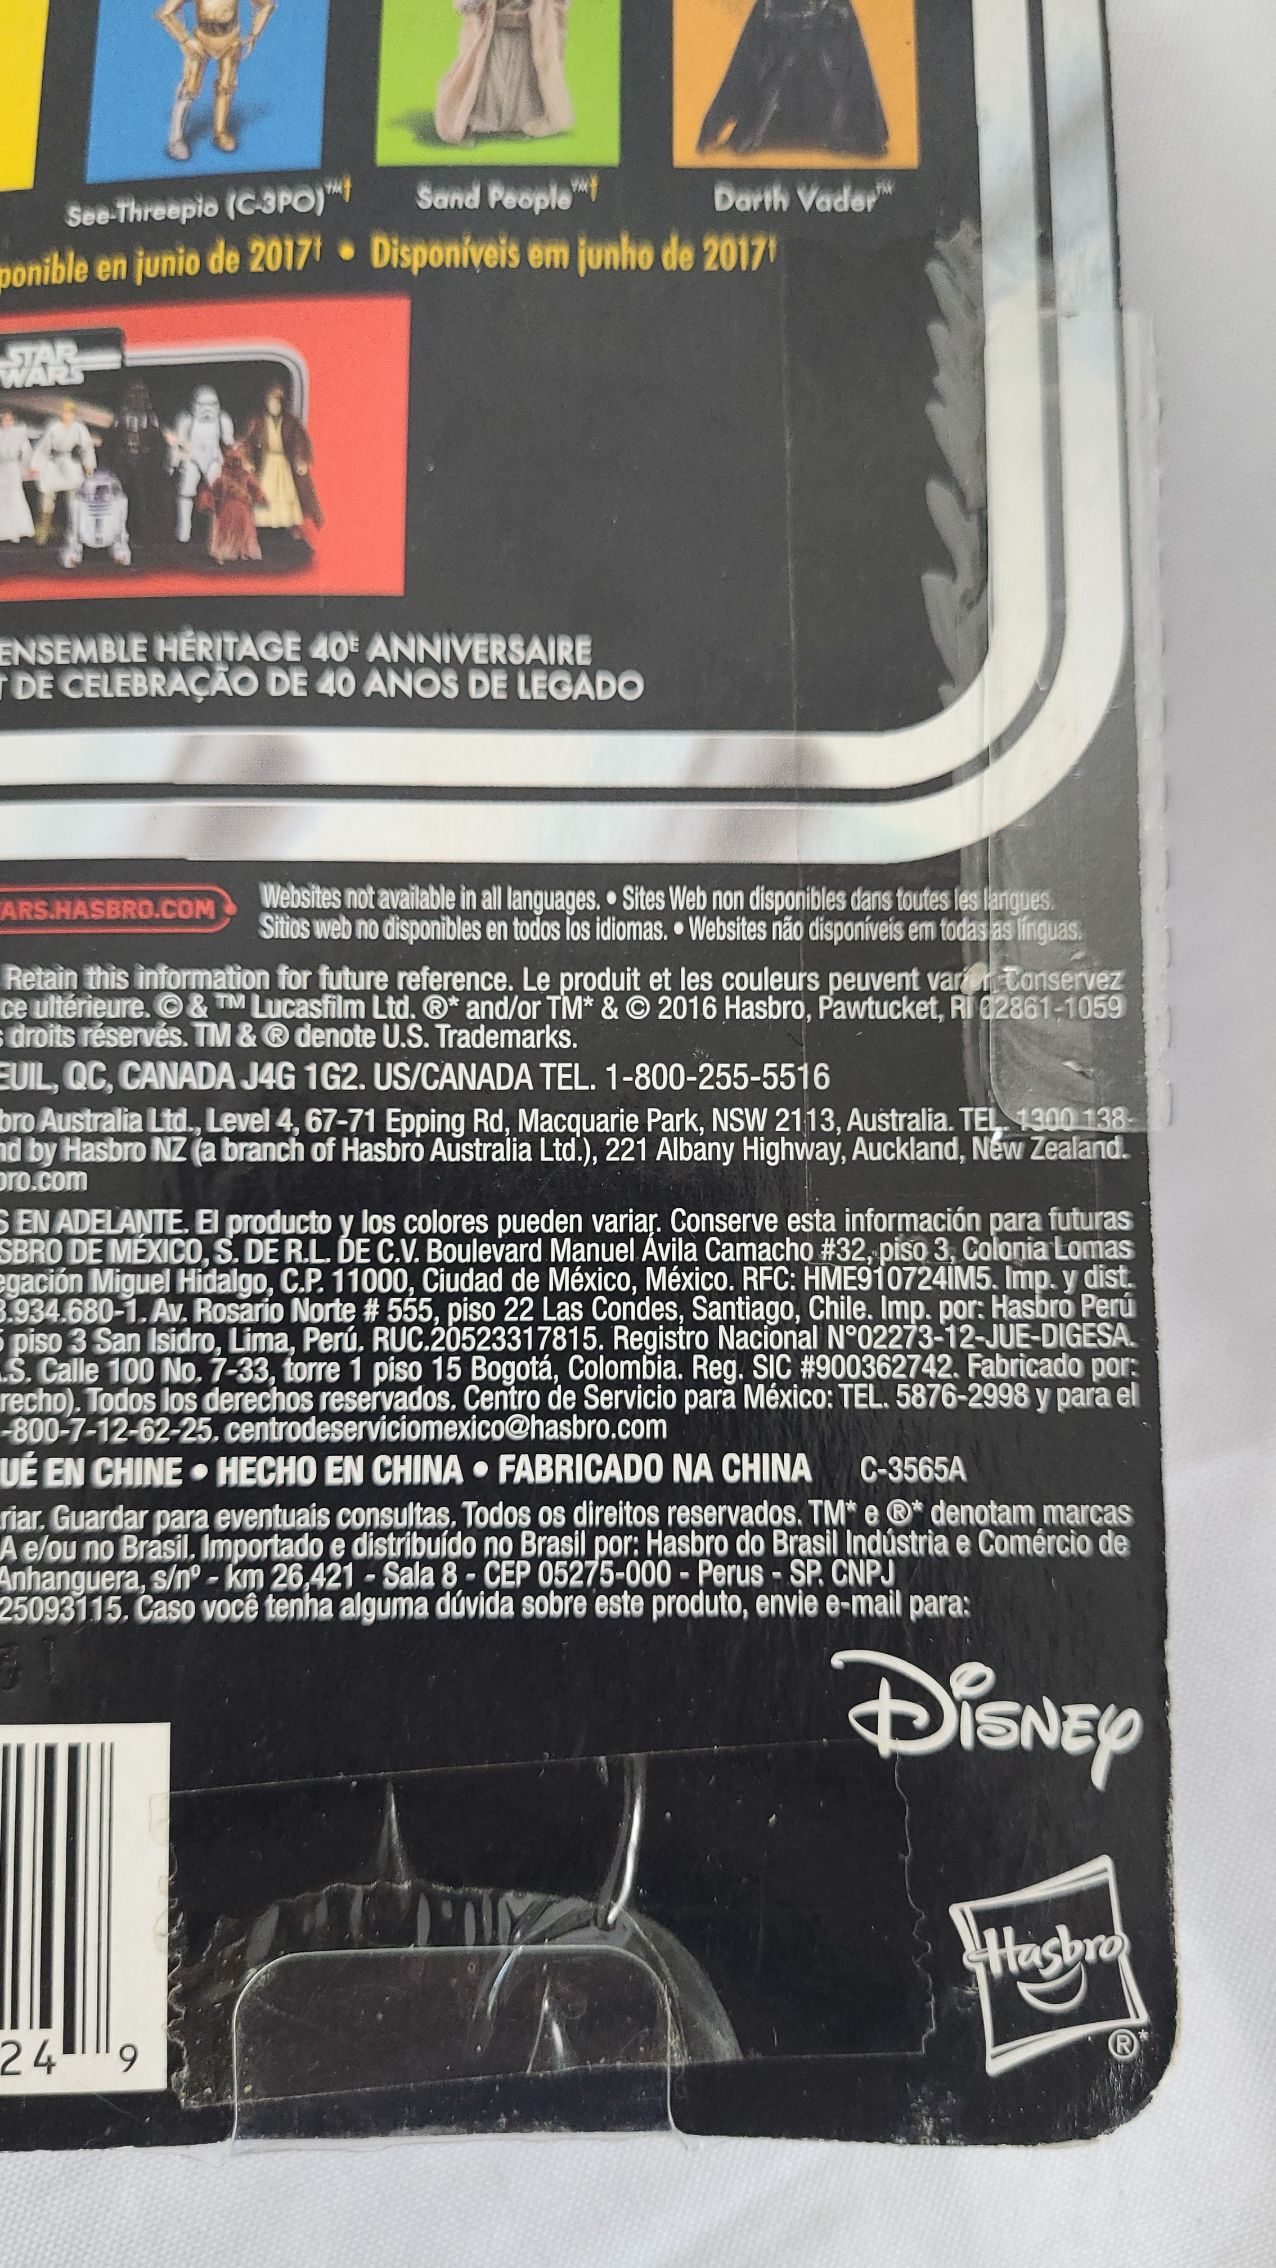 See-Threepio (C-3PO)™†
Sand People™†
Darth Vader™
ponible en junio de 2017† • Disponíveis em junho de 2017†
STAR
WARS
ENSEMBLE HÉRITAGE 40E ANNIVERSAIRE
T DE CELEBRAÇÃO DE 40 ANOS DE LEGADO
ARS.HASBRO.COM
Websites not available in all languages. • Sites Web non disponibles dans toutes les langues.
Sitios web no disponibles en todos los idiomas. • Websites não disponíveis em todas as línguas.
Retain this information for future reference. Le produit et les couleurs peuvent varier. Conservez
ce ultérieure. © & ™ Lucasfilm Ltd. ®* and/or TM* & © 2016 Hasbro, Pawtucket, RI 02861-1059
s droits réservés. TM & ® denote U.S. Trademarks.
EUIL, QC, CANADA J4G 1G2. US/CANADA TEL. 1-800-255-5516
bro Australia Ltd., Level 4, 67-71 Epping Rd, Macquarie Park, NSW 2113, Australia. TEL. 1300 138-
nd by Hasbro NZ (a branch of Hasbro Australia Ltd.), 221 Albany Highway, Auckland, New Zealand.
bro.com
S EN ADELANTE. El producto y los colores pueden variar. Conserve esta información para futuras
SBRO DE MÉXICO, S. DE R.L. DE C.V. Boulevard Manuel Ávila Camacho #32, piso 3, Colonia Lomas
egación Miguel Hidalgo, C.P. 11000, Ciudad de México, México. RFC: HME910724IM5. Imp. y dist.
3.934.680-1. Av. Rosario Norte # 555, piso 22 Las Condes, Santiago, Chile. Imp. por: Hasbro Perú
5 piso 3 San Isidro, Lima, Perú. RUC.20523317815. Registro Nacional N°02273-12-JUE-DIGESA.
.S. Calle 100 No. 7-33, torre 1 piso 15 Bogotá, Colombia. Reg. SIC #900362742. Fabricado por:
recho). Todos los derechos reservados. Centro de Servicio para México: TEL. 5876-2998 y para el
-800-7-12-62-25. centrodeserviciomexico@hasbro.com
UÉ EN CHINE • HECHO EN CHINA • FABRICADO NA CHINA C-3565A
riar. Guardar para eventuais consultas. Todos os direitos reservados. TM* e ®* denotam marcas
A e/ou no Brasil. Importado e distribuído no Brasil por: Hasbro do Brasil Indústria e Comércio de
Anhanguera, s/nº - km 26,421 - Sala 8 - CEP 05275-000 - Perus - SP. CNPJ
25093115. Caso você tenha alguma dúvida sobre este produto, envie e-mail para:
Disney
Hasbro
®*
24 9